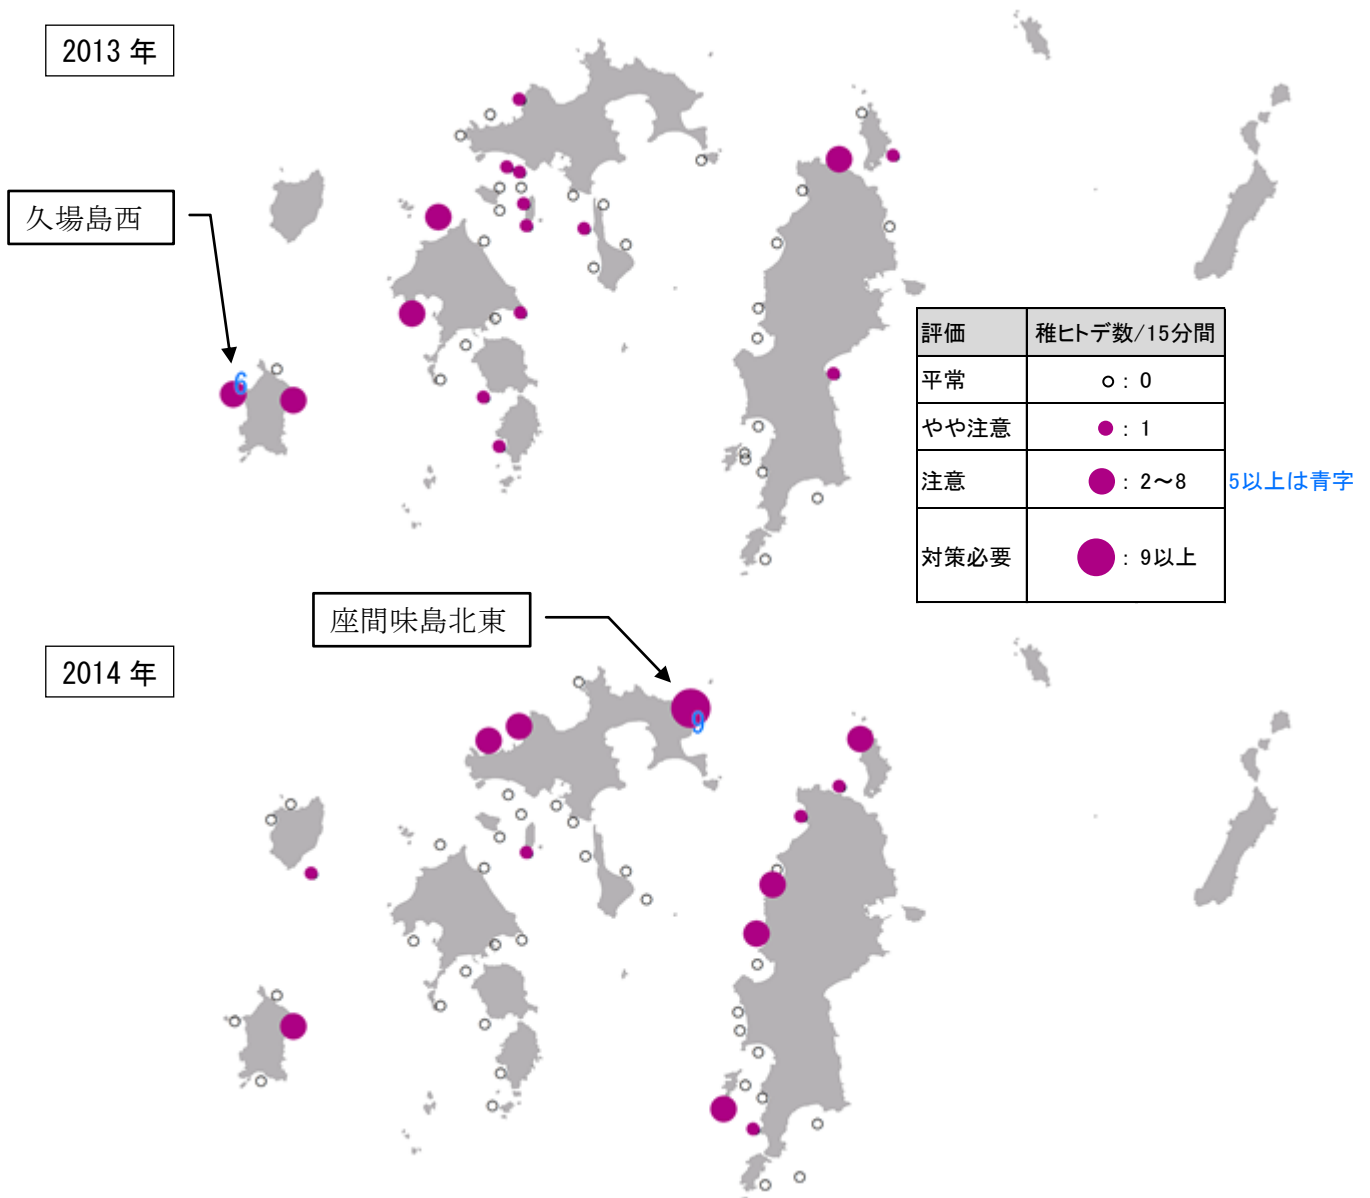 2013 年
久場島西
6
評価 稚ヒトデ数/15分間
平常 ○ : 0
やや注意 ● : 1
注意 ● : 2～8
5以上は青字
対策必要 ● : 9以上
座間味島北東
2014 年
9